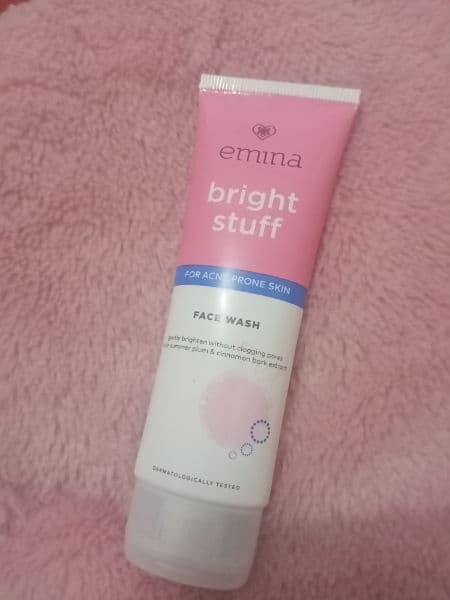 emina
bright
stuff
FOR ACNE PRONE SKIN
FACE WASH
gently brighten without clogging pores
summer plum & cinnamon bark extract
DERMATOLOGICALLY TESTED